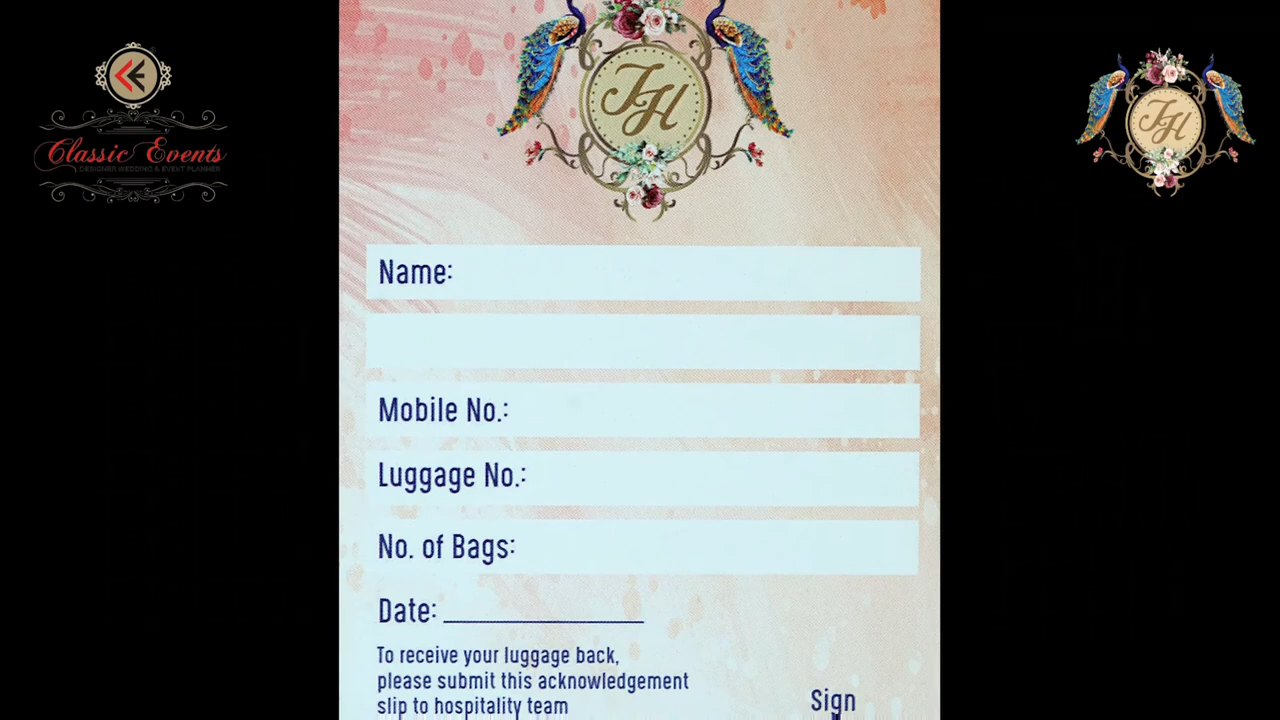 Classic Events
DESIGNER WEDDING & EVENT PLANNER
JH
JH
Name:
Mobile No.:
Luggage No.:
No. of Bags:
Date:
To receive your luggage back,
please submit this acknowledgement
slip to hospitality team
Sign